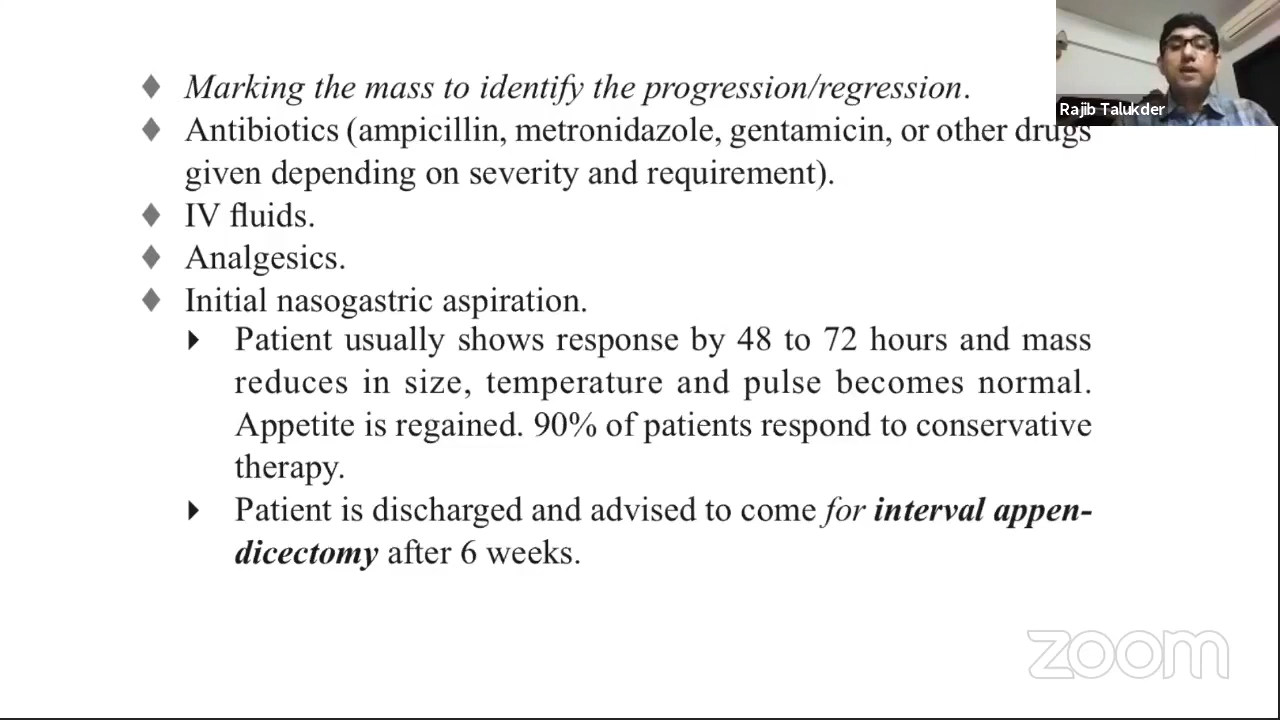 Marking the mass to identify the progression/regression.
Rajib Talukder
Antibiotics (ampicillin, metronidazole, gentamicin, or other drugs
given depending on severity and requirement).
IV fluids.
Analgesics.
Initial nasogastric aspiration.
Patient usually shows response by 48 to 72 hours and mass
reduces in size, temperature and pulse becomes normal.
Appetite is regained. 90% of patients respond to conservative
therapy.
Patient is discharged and advised to come for interval appen-
dicectomy after 6 weeks.
zoom